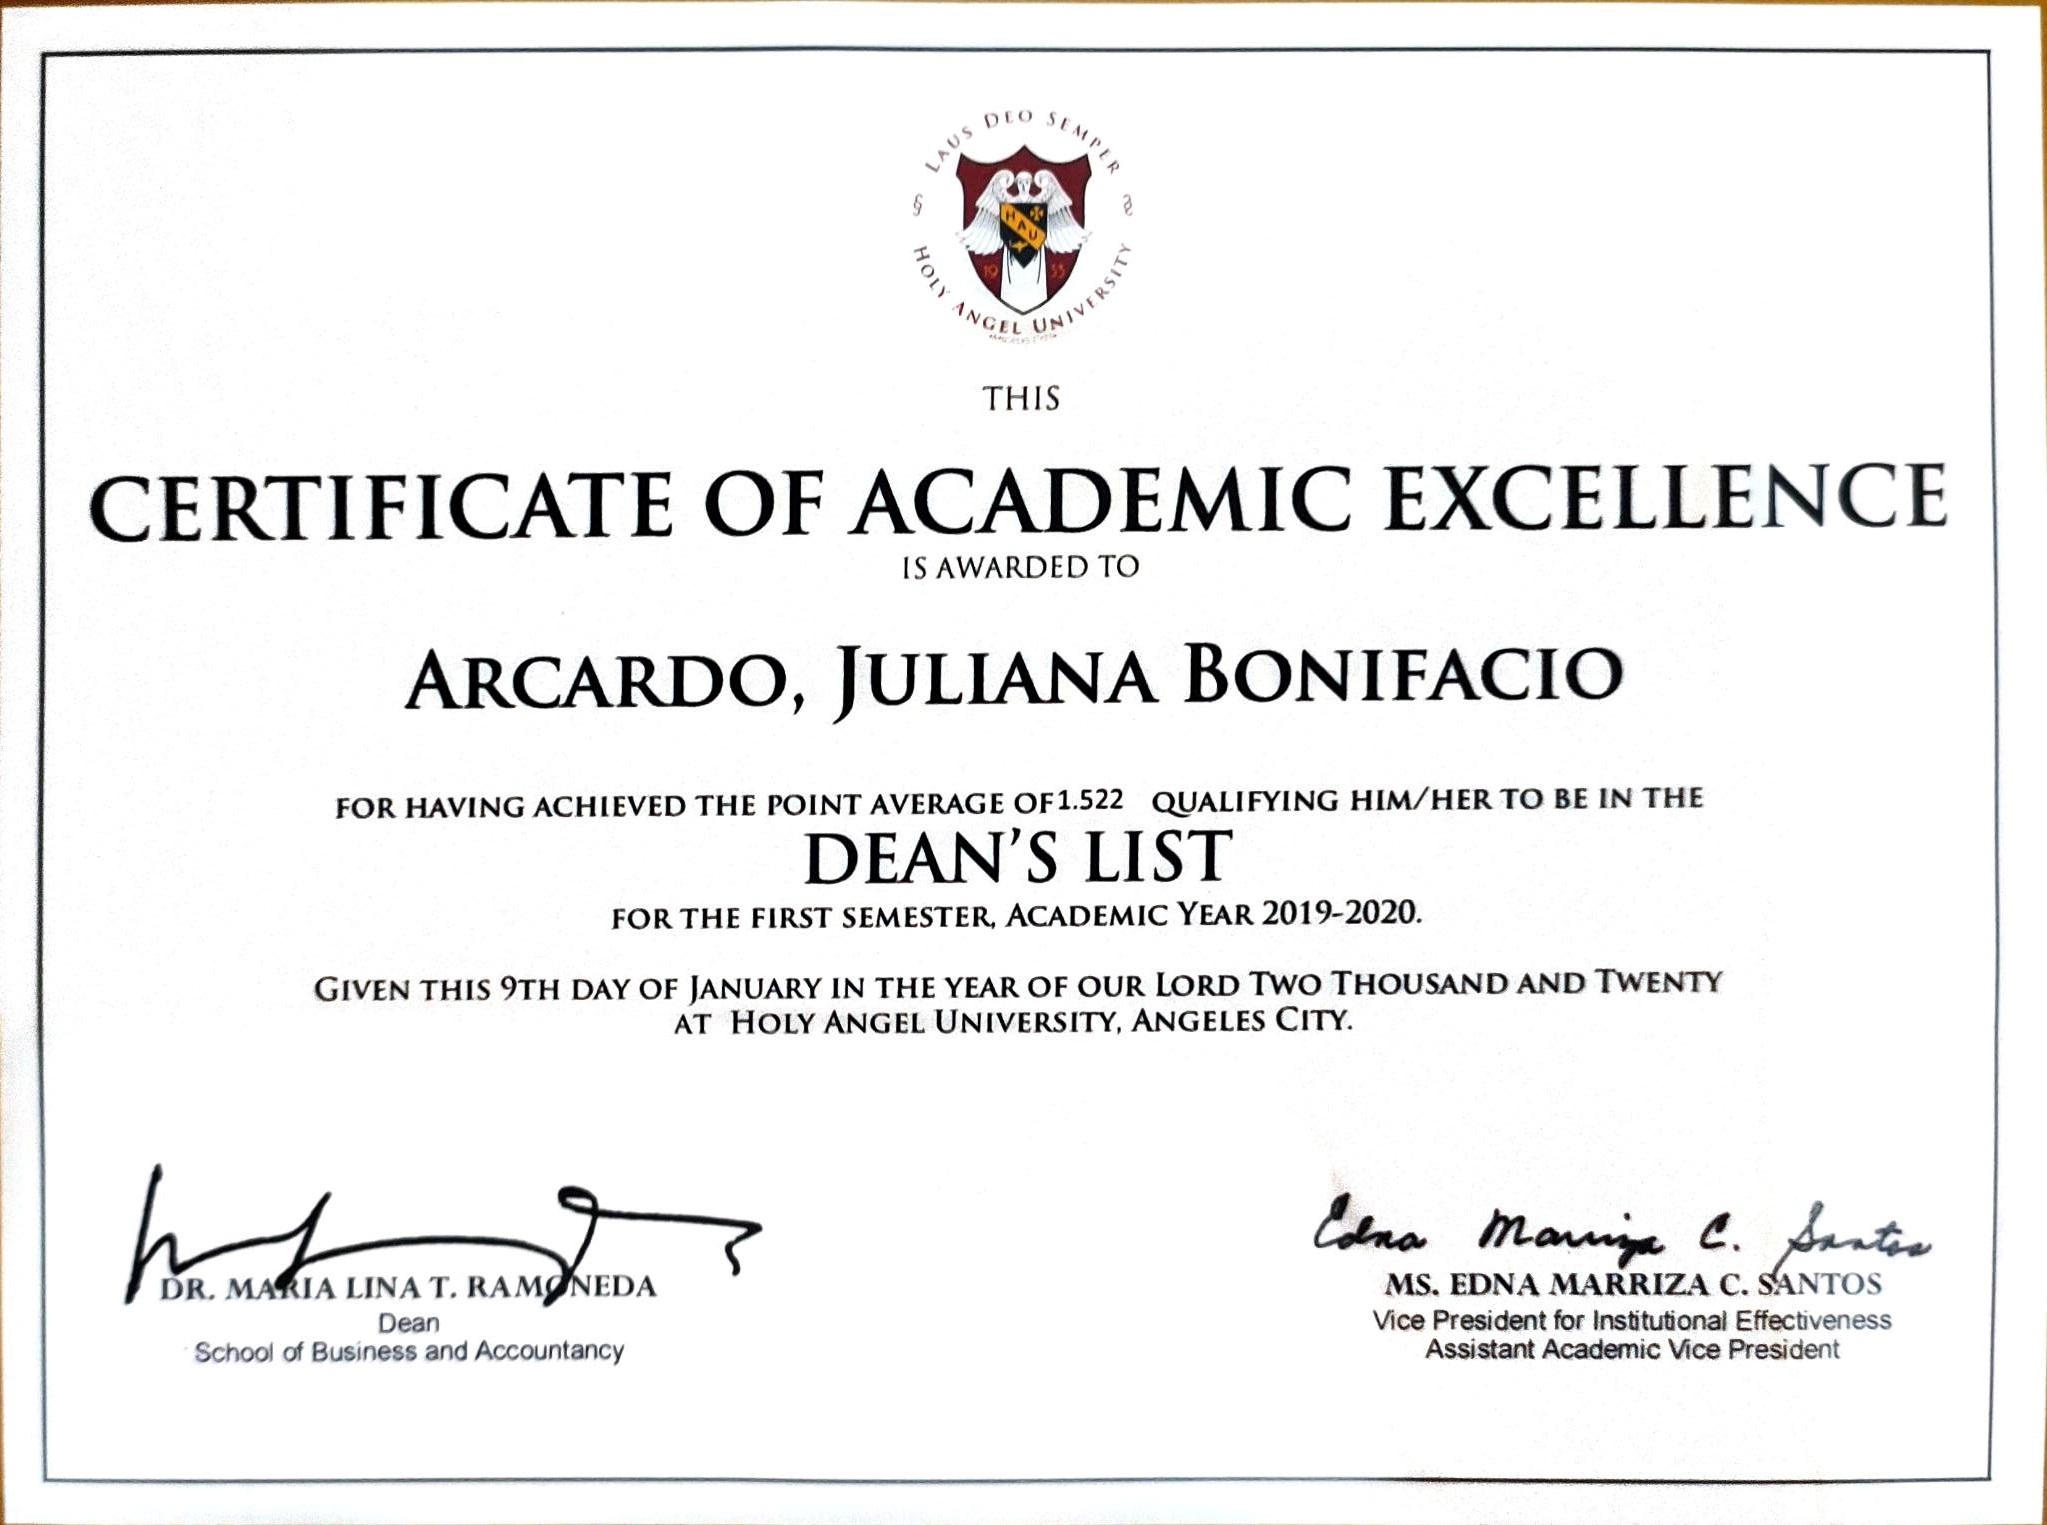 LAUS DEO SEMPER
HAU
1933
HOLY ANGEL UNIVERSITY
THIS
CERTIFICATE OF ACADEMIC EXCELLENCE
IS AWARDED TO
ARCARDO, JULIANA BONIFACIO
FOR HAVING ACHIEVED THE POINT AVERAGE OF 1.522 QUALIFYING HIM/HER TO BE IN THE
DEAN'S LIST
FOR THE FIRST SEMESTER, ACADEMIC YEAR 2019-2020.
GIVEN THIS 9TH DAY OF JANUARY IN THE YEAR OF OUR LORD TWO THOUSAND AND TWENTY
AT HOLY ANGEL UNIVERSITY, ANGELES CITY.
Edna Marriza C. Santos
DR. MARIA LINA T. RAMONEDA
Dean
School of Business and Accountancy
MS. EDNA MARRIZA C. SANTOS
Vice President for Institutional Effectiveness
Assistant Academic Vice President